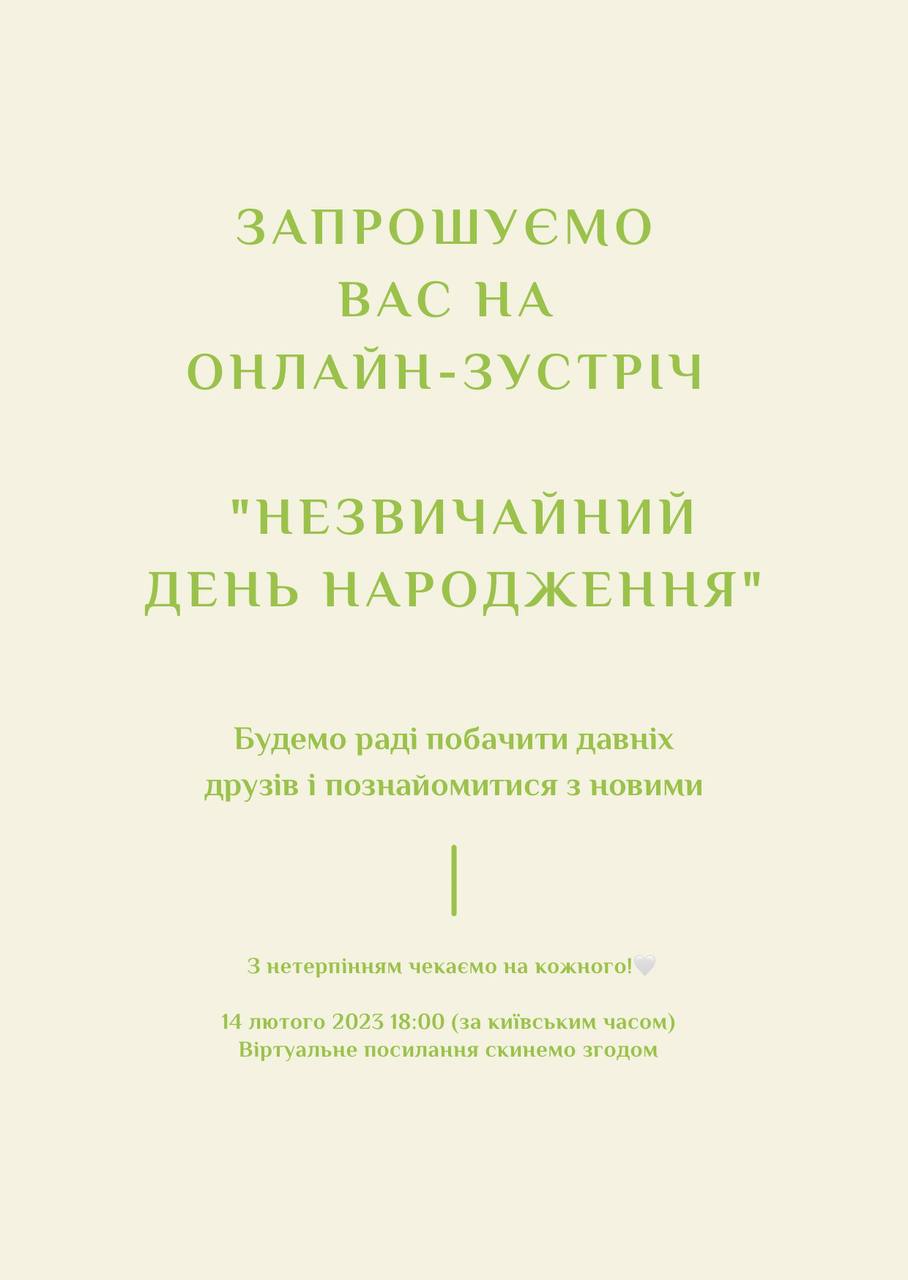 ЗАПРОШУЄМО
ВАС НА
ОНЛАЙН-ЗУСТРІЧ
"НЕЗВИЧАЙНИЙ
ДЕНЬ НАРОДЖЕННЯ"
Будемо раді побачити давніх
друзів і познайомитися з новими
З нетерпінням чекаємо на кожного!🤍
14 лютого 2023 18:00 (за київським часом)
Віртуальне посилання скинемо згодом